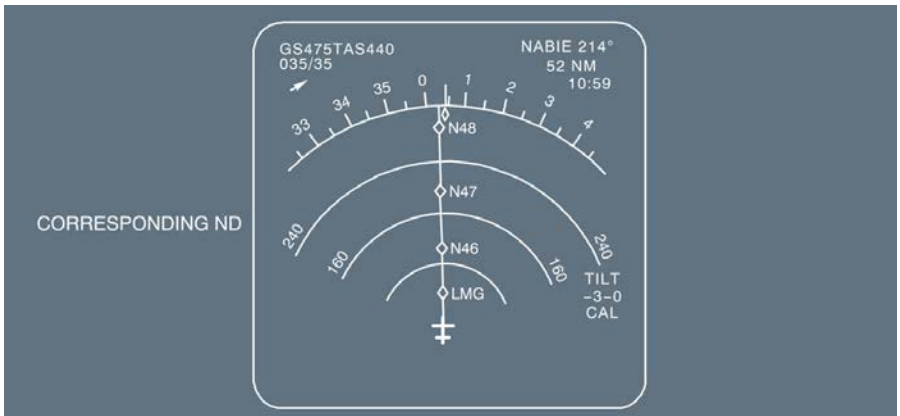 GS475TAS440
035/35
NABIE 214°
52 NM
10:59
33
34
35
0
1
2
3
4
N48
N47
CORRESPONDING ND
240
240
N46
160
160
TILT
-3-0
CAL
LMG